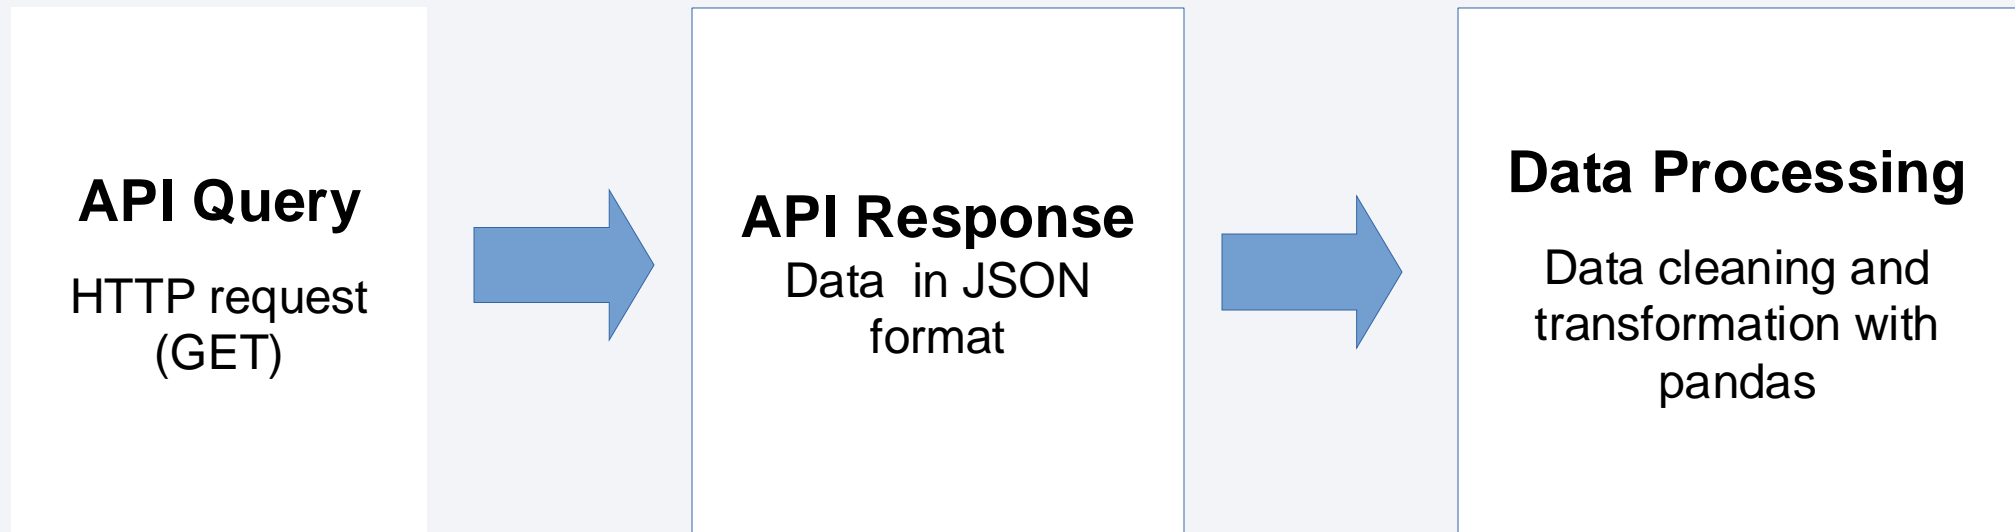 API Query
HTTP request
(GET)
API Response
Data  in JSON
format
Data Processing
Data cleaning and
transformation with
pandas